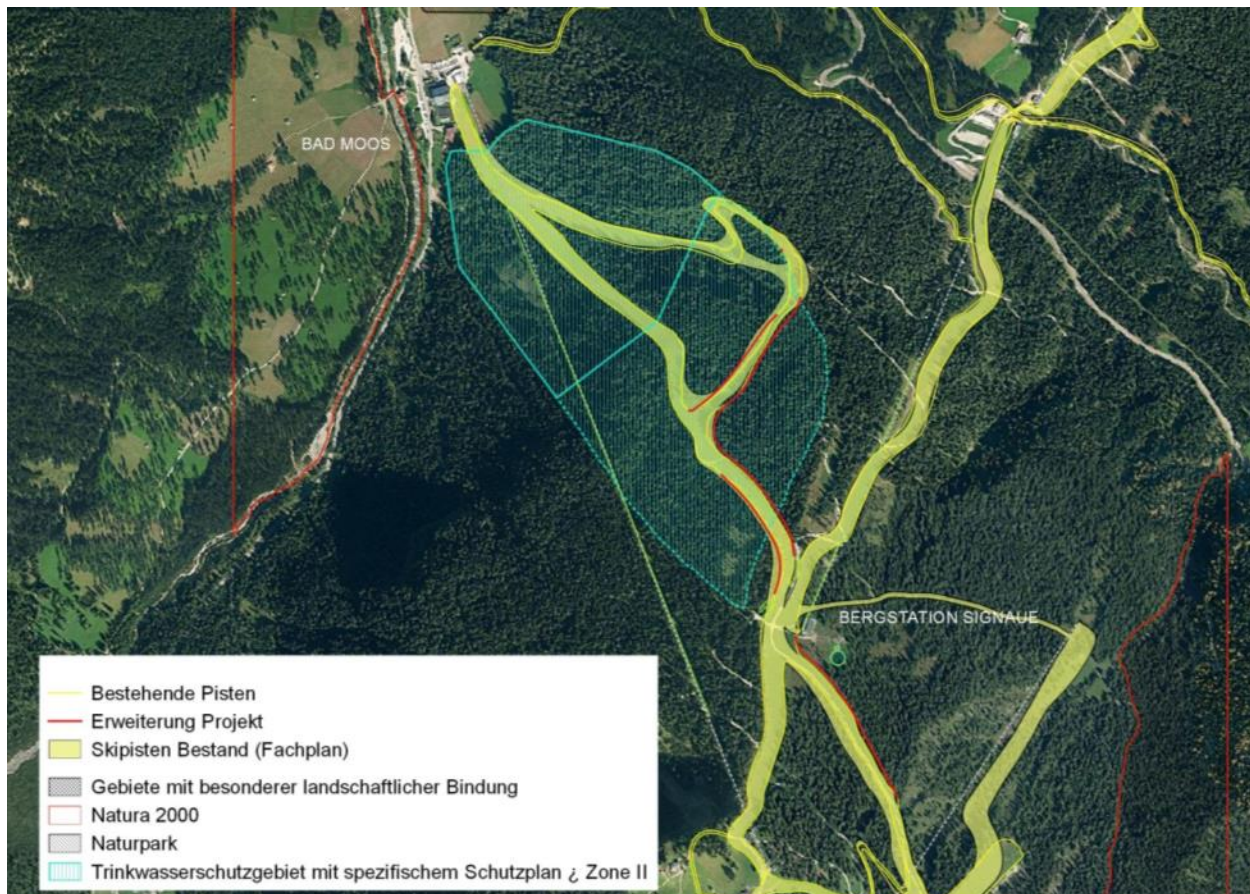 BAD MOOS
BERGSTATION SIGNAUE
Bestehende Pisten
Erweiterung Projekt
Skipisten Bestand (Fachplan)
Gebiete mit besonderer landschaftlicher Bindung
Natura 2000
Naturpark
Trinkwasserschutzgebiet mit spezifischem Schutzplan ¿ Zone II